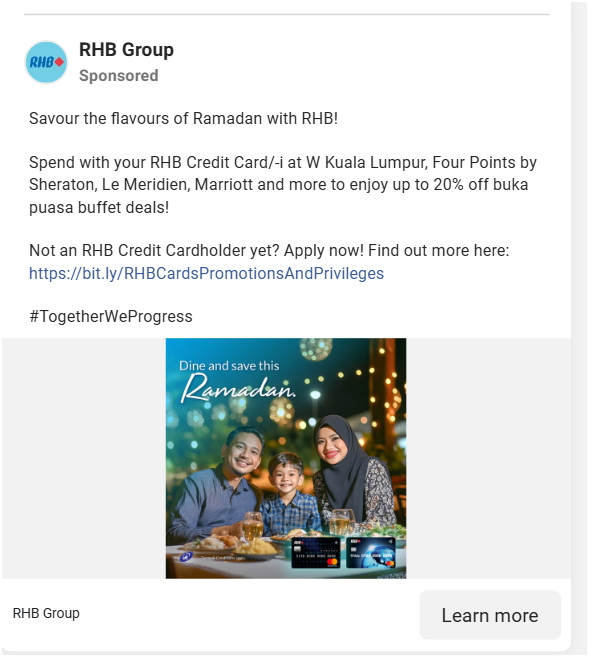 RHB
RHB Group
Sponsored
Savour the flavours of Ramadan with RHB!
Spend with your RHB Credit Card/-i at W Kuala Lumpur, Four Points by
Sheraton, Le Meridien, Marriott and more to enjoy up to 20% off buka
puasa buffet deals!
Not an RHB Credit Cardholder yet? Apply now! Find out more here:
https://bit.ly/RHBCardsPromotionsAndPrivileges
#TogetherWeProgress
Dine and save this
Ramadan.
RHB
RHB
RHB Group
Learn more